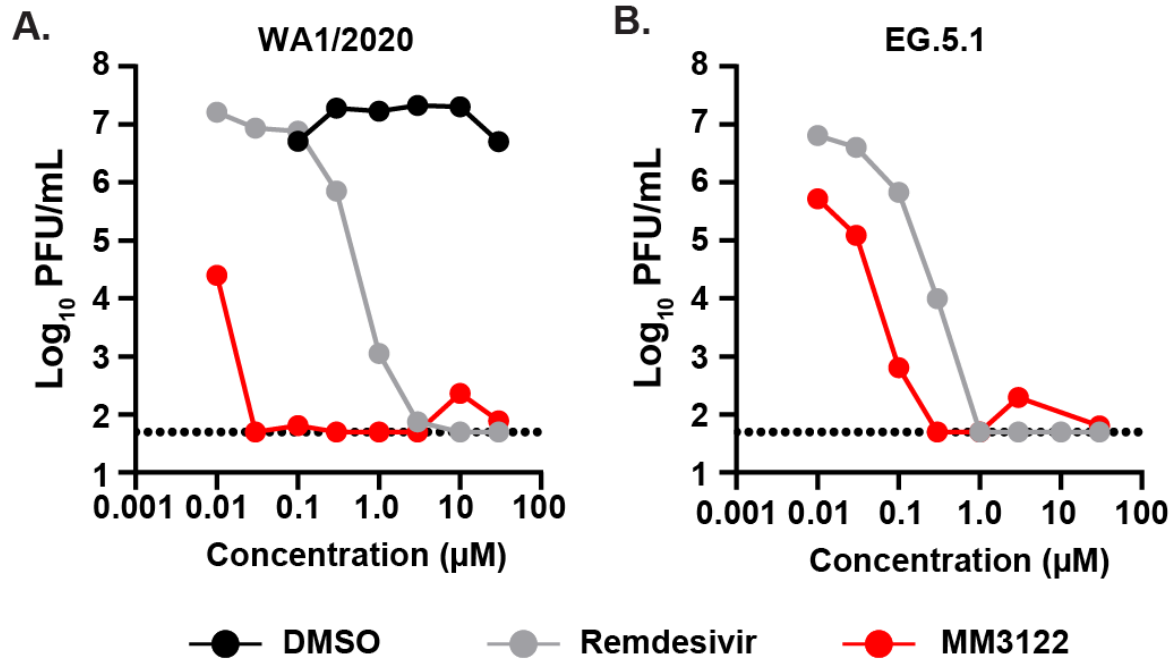 A.
WA1/2020
8
7
6
5
4
3
2
1
Log10 PFU/mL
0.001 0.01 0.1 1.0 10 100
Concentration (µM)
B.
EG.5.1
8
7
6
5
4
3
2
1
Log10 PFU/mL
0.001 0.01 0.1 1.0 10 100
Concentration (µM)
DMSO Remdesivir MM3122